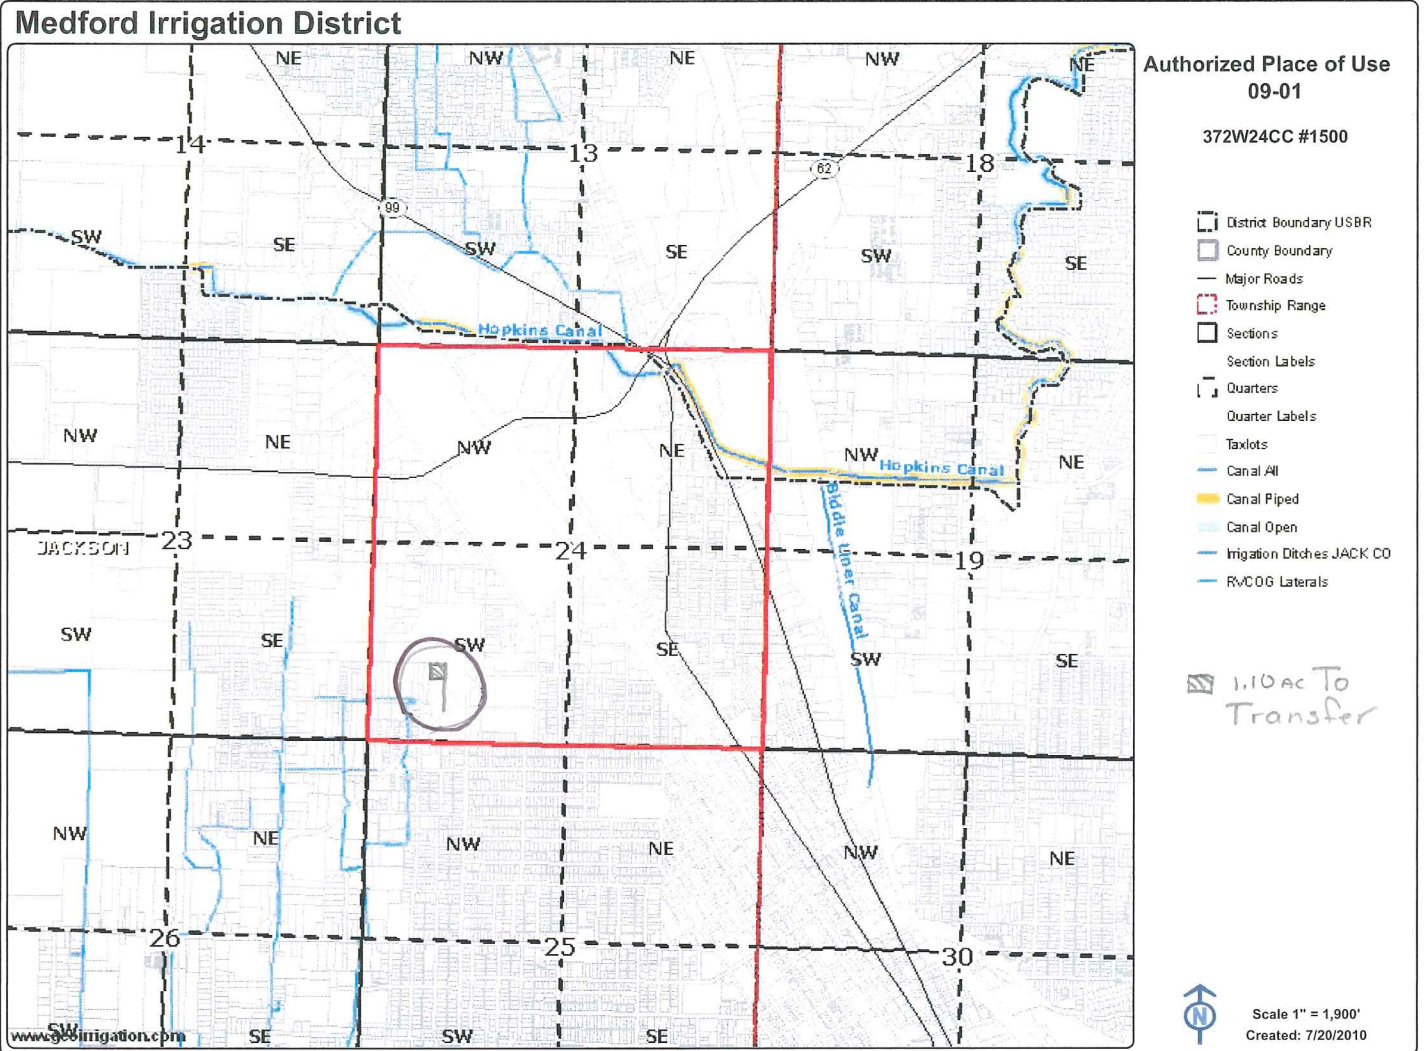 Medford Irrigation District
Authorized Place of Use
09-01
372W24CC #1500
District Boundary USBR
County Boundary
Major Roads
Township Range
Sections
Section Labels
Quarters
Quarter Labels
Taxlots
Canal All
Canal Piped
Canal Open
Irrigation Ditches JACK CO
RVCOG Laterals
1.10 AC To
Transfer
Scale 1" = 1,900'
Created: 7/20/2010
NE NW NE NW NE
14 13 18
62
99
SW SE SW SE SW SE
Hopkins Canal
NW NE NW NE NW NE
Hopkins Canal
Biddle Liner Canal
JACKSON 23 24 19
SW SE SW SE SW SE
NW NE NW NE NW NE
26 25 30
SW SE SW SE
www.geoirrigation.com
N